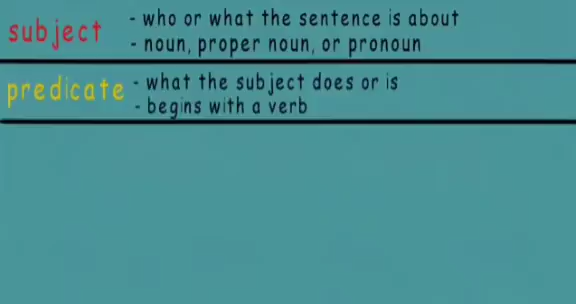 subject
- who or what the sentence is about
- noun, proper noun, or pronoun
predicate
- what the subject does or is
- begins with a verb